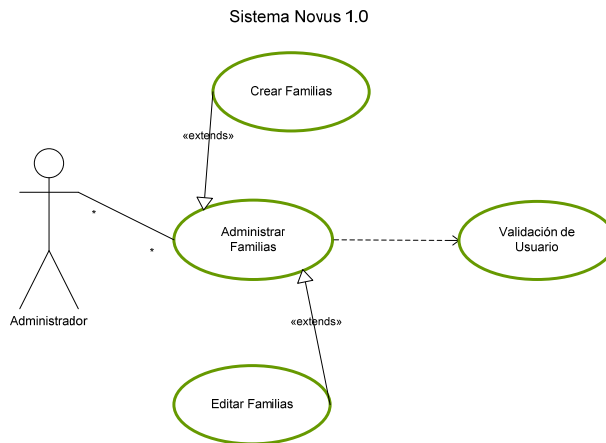 Sistema Novus 1.0
Crear Familias
«extends»
*
Administrar
Familias
*
Validación de
Usuario
Administrador
«extends»
Editar Familias